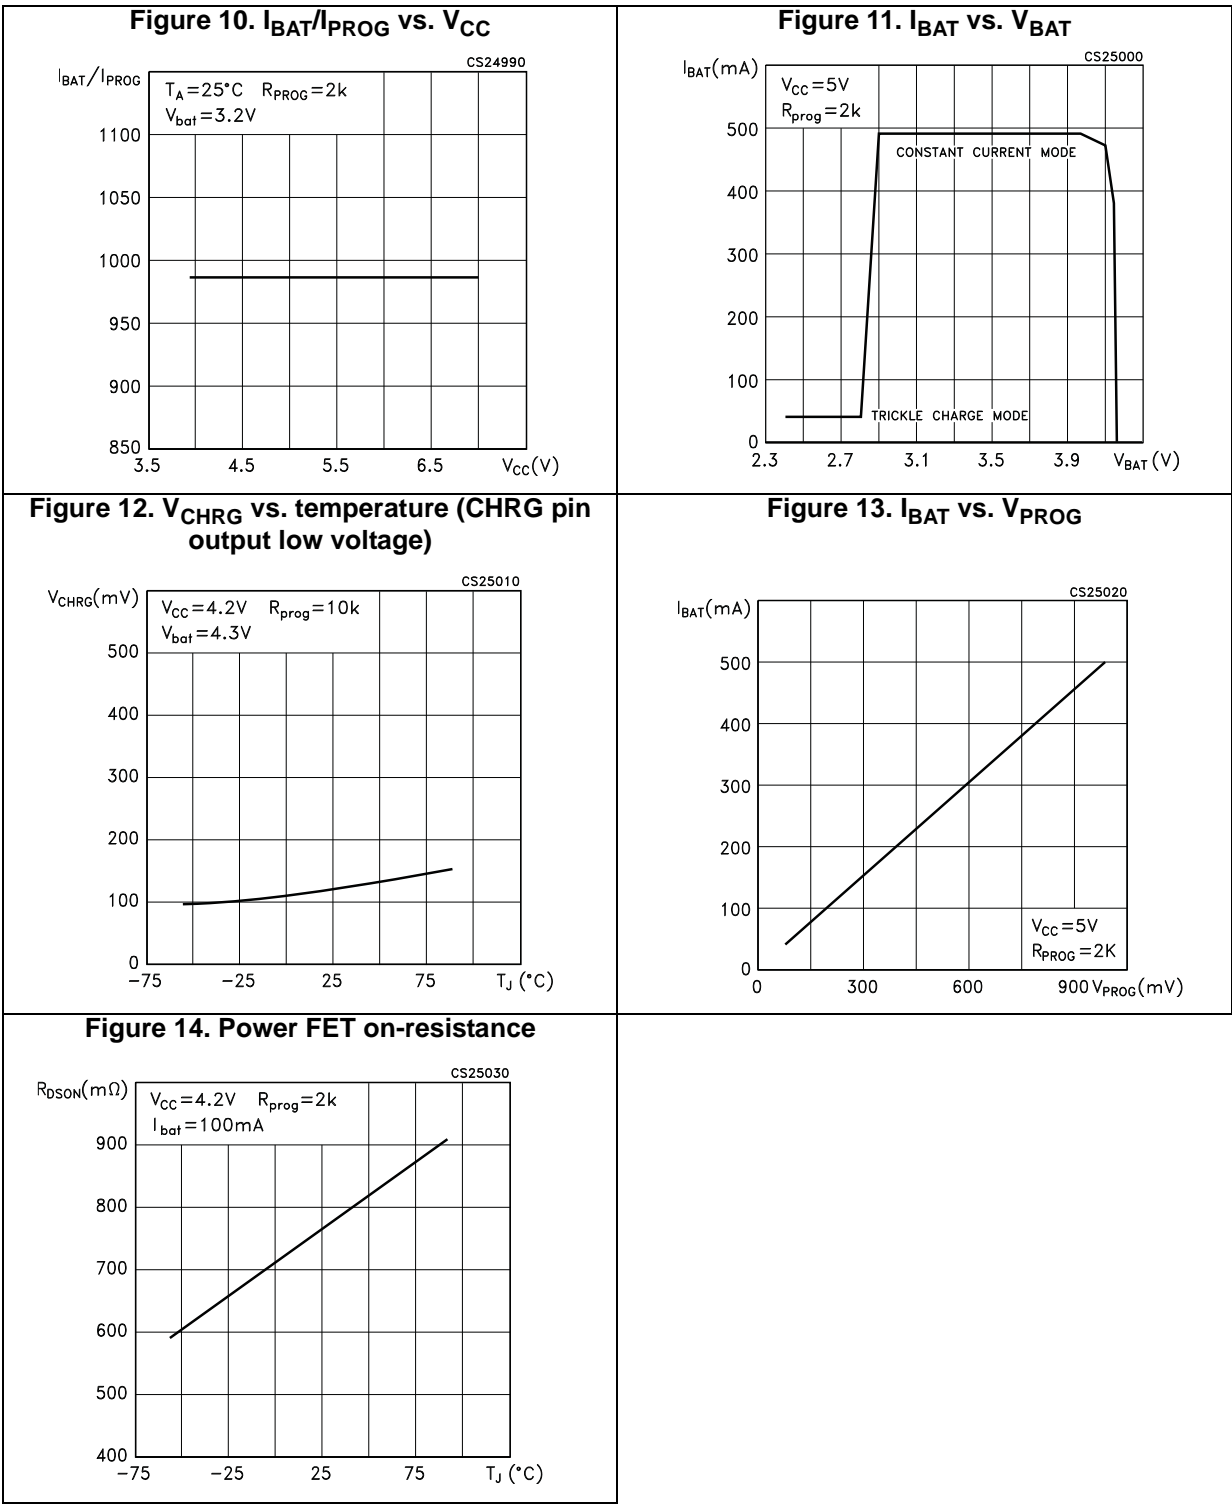 Figure 10. IBAT/IPROG vs. VCC
CS24990
IBAT/IPROG
TA=25°C RPROG=2k
Vbat=3.2V
1100
1050
1000
950
900
850
3.5 4.5 5.5 6.5 VCC(V)
Figure 11. IBAT vs. VBAT
CS25000
IBAT(mA)
VCC=5V
Rprog=2k
500
CONSTANT CURRENT MODE
400
300
200
100
TRICKLE CHARGE MODE
0
2.3 2.7 3.1 3.5 3.9 VBAT(V)
Figure 12. VCHRG vs. temperature (CHRG pin
output low voltage)
CS25010
VCHRG(mV)
VCC=4.2V Rprog=10k
Vbat=4.3V
500
400
300
200
100
0
-75 -25 25 75 TJ(°C)
Figure 13. IBAT vs. VPROG
CS25020
IBAT(mA)
500
400
300
200
100
VCC=5V
RPROG=2K
0
0 300 600 900 VPROG(mV)
Figure 14. Power FET on-resistance
CS25030
RDSON(mΩ)
VCC=4.2V Rprog=2k
Ibat=100mA
900
800
700
600
500
400
-75 -25 25 75 TJ(°C)